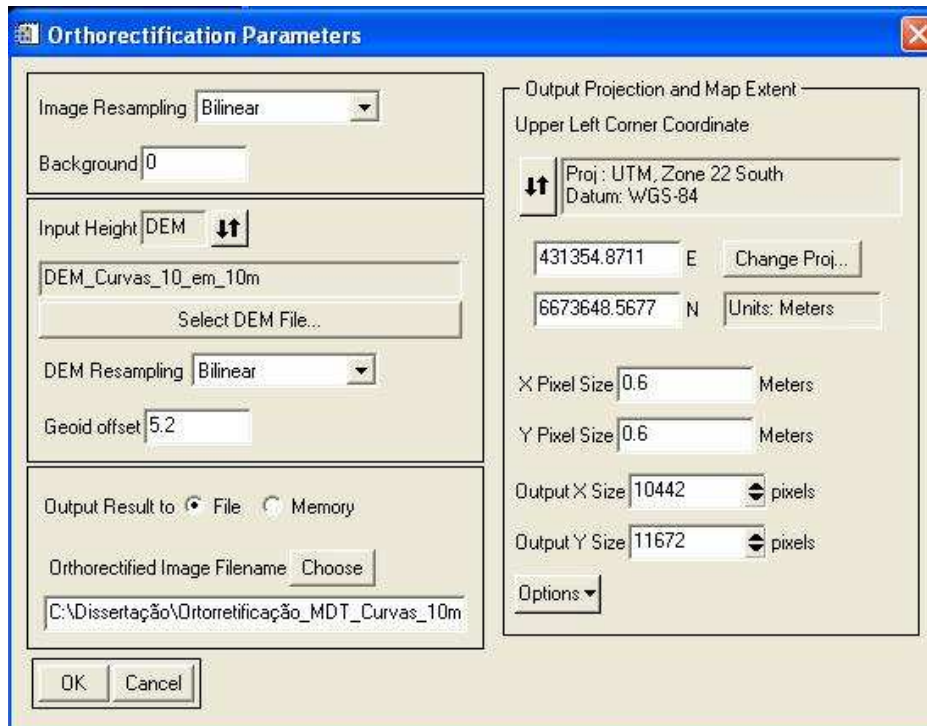 Orthorectification Parameters
Image Resampling Bilinear
Background 0
Input Height DEM
DEM_Curvas_10_em_10m
Select DEM File...
DEM Resampling Bilinear
Geoid offset 5.2
Output Result to File Memory
Orthorectified Image Filename Choose
C:\Dissertação\Ortorretificação_MDT_Curvas_10m
OK Cancel
Output Projection and Map Extent
Upper Left Corner Coordinate
Proj : UTM, Zone 22 South
Datum: WGS-84
431354.8711 E Change Proj...
6673648.5677 N Units: Meters
X Pixel Size 0.6 Meters
Y Pixel Size 0.6 Meters
Output X Size 10442 pixels
Output Y Size 11672 pixels
Options